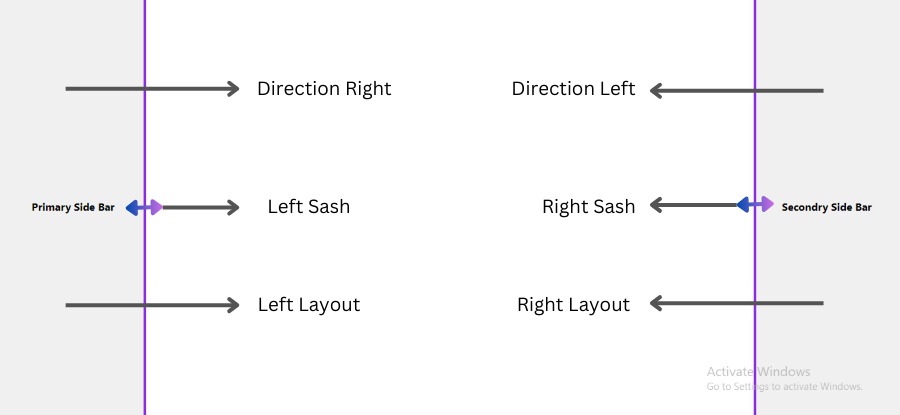 Direction Right
Direction Left
Primary Side Bar
Left Sash
Right Sash
Secondry Side Bar
Left Layout
Right Layout
Activate Windows
Go to Settings to activate Windows.